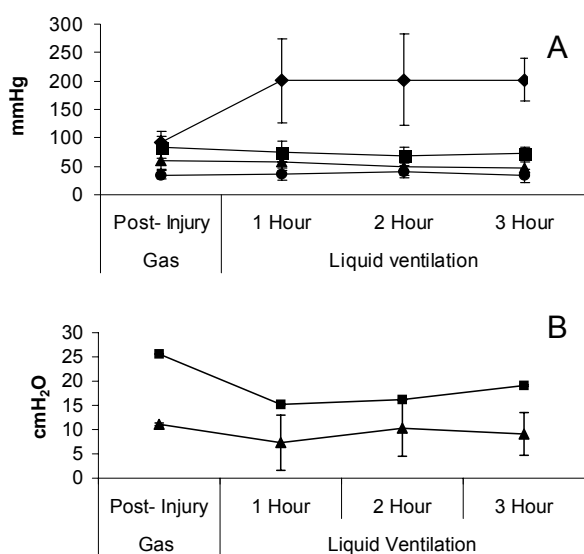 A
mmHg
300
250
200
150
100
50
0
Post- Injury 1 Hour 2 Hour 3 Hour
Gas Liquid ventilation
B
cmH₂O
30
25
20
15
10
5
0
Post- Injury 1 Hour 2 Hour 3 Hour
Gas Liquid Ventilation